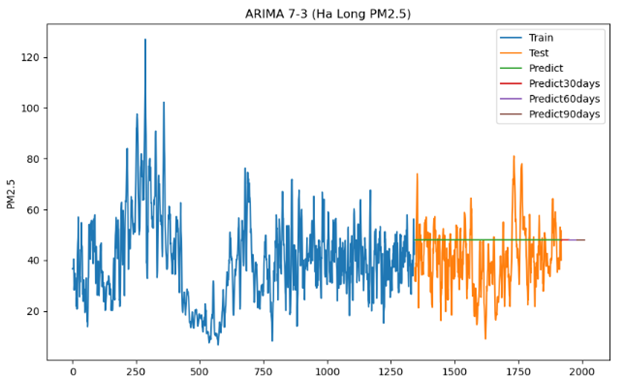 ARIMA 7-3 (Ha Long PM2.5)
Train
Test
Predict
Predict30days
Predict60days
Predict90days
PM2.5
120
100
80
60
40
20
0
250
500
750
1000
1250
1500
1750
2000